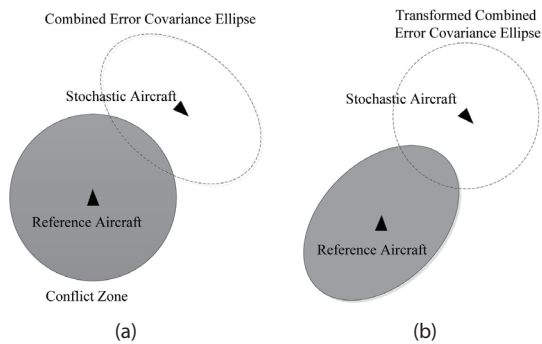 Combined Error Covariance Ellipse
Stochastic Aircraft
Reference Aircraft
Conflict Zone
(a)
Transformed Combined
Error Covariance Ellipse
Stochastic Aircraft
Reference Aircraft
(b)